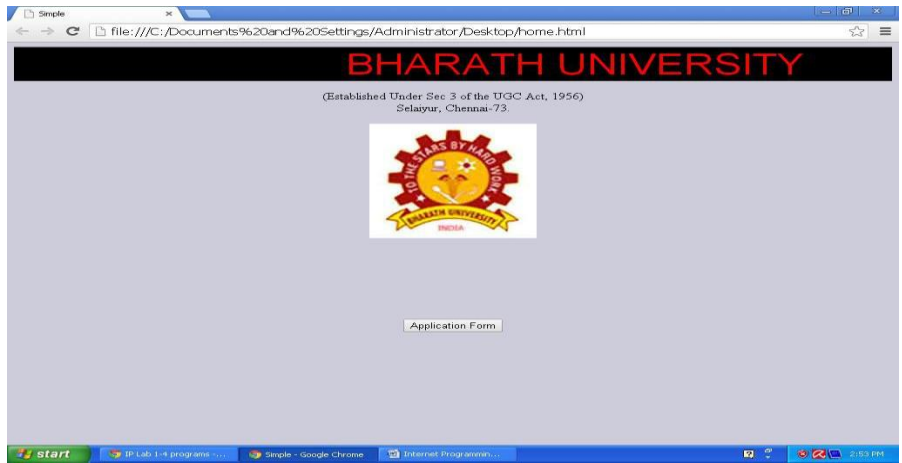 Simple
file:///C:/Documents%20and%20Settings/Administrator/Desktop/home.html
BHARATH UNIVERSITY
(Established Under Sec 3 of the UGC Act, 1956)
Selaiyur, Chennai-73.
TO THE STARS BY HARD WORK
BHARATH UNIVERSITY
INDIA
Application Form
start
IP Lab 1-4 programs -...
Simple - Google Chrome
Internet Programmin...
2:53 PM